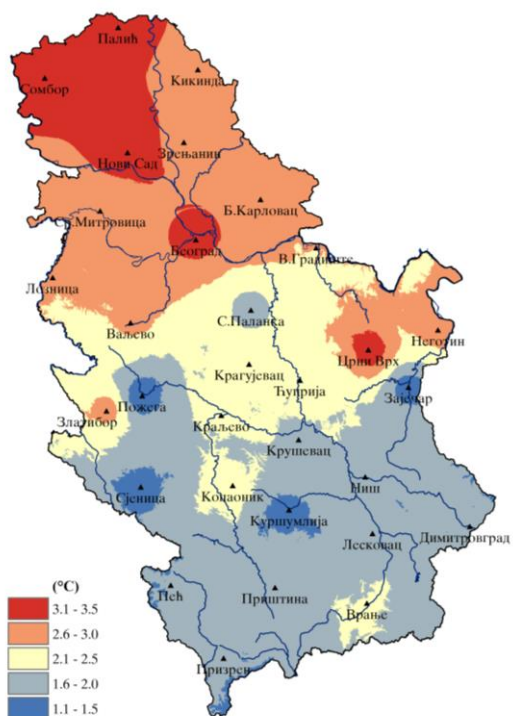 Палић
Сомбор
Кикинда
Зрењанин
Нови Сад
Б.Карловац
Ср.Митровица
Београд
В.Градиште
Лозница
С.Паланка
Ваљево
Неготин
Црни Врх
Крагујевац
Ћуприја
Зајечар
Пожега
Златибор
Краљево
Крушевац
Ниш
Сјеница
Копаоник
Куршумлија
Димитровград
Лесковац
Пећ
Приштина
Врање
Призрен
(°C)
3.1 - 3.5
2.6 - 3.0
2.1 - 2.5
1.6 - 2.0
1.1 - 1.5